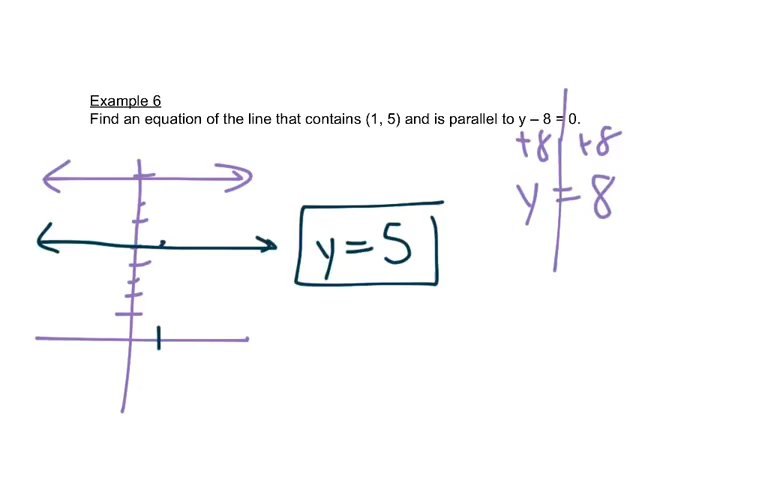 Example 6
Find an equation of the line that contains (1, 5) and is parallel to y – 8 = 0.
+8 +8
y = 8
y = 5